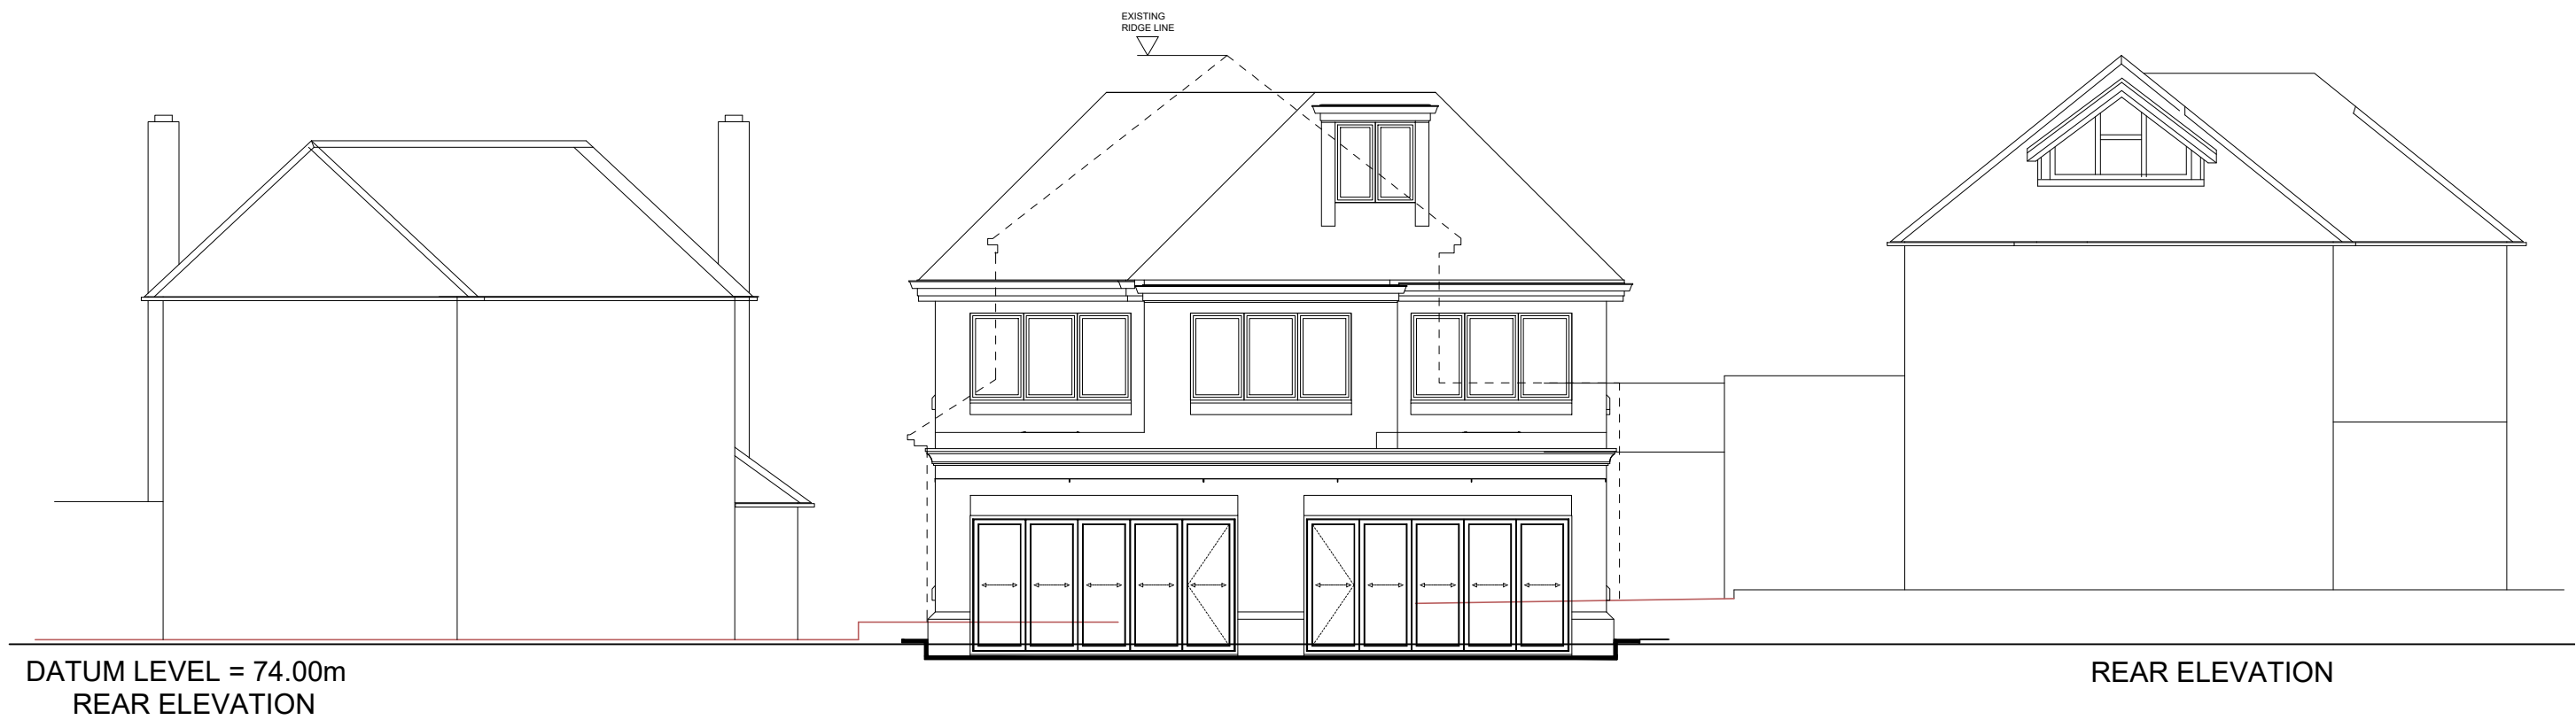 EXISTING
RIDGE LINE
DATUM LEVEL = 74.00m
REAR ELEVATION
REAR ELEVATION